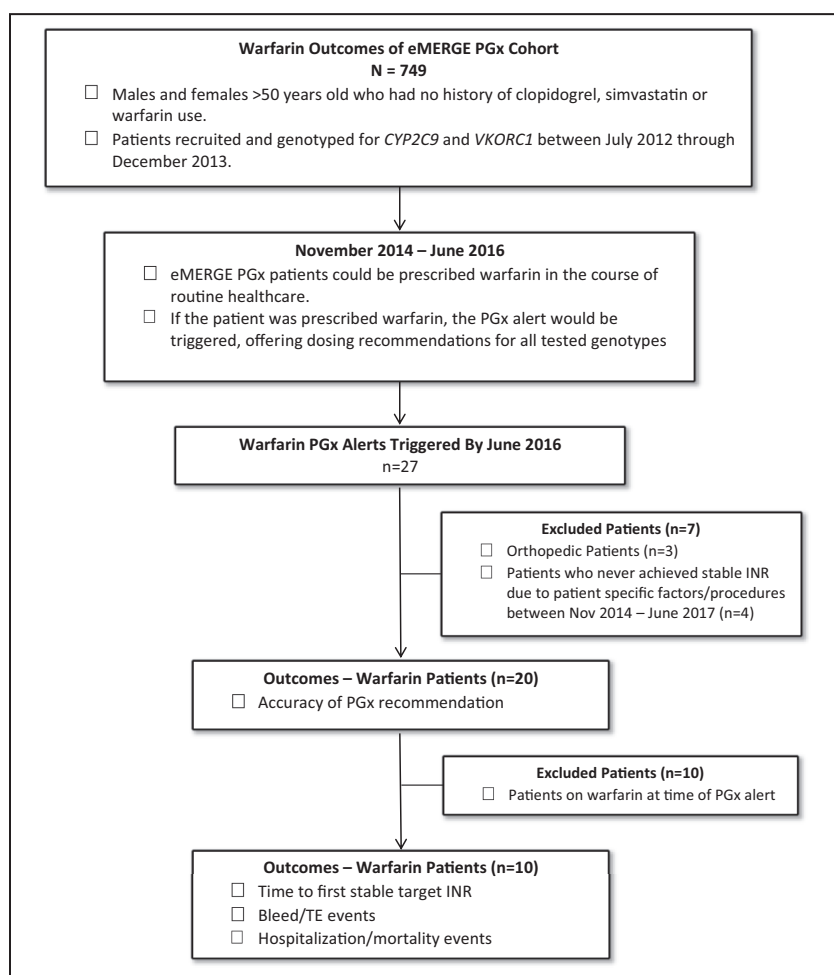 Warfarin Outcomes of eMERGE PGx Cohort
N = 749
☐ Males and females >50 years old who had no history of clopidogrel, simvastatin or
warfarin use.
☐ Patients recruited and genotyped for CYP2C9 and VKORC1 between July 2012 through
December 2013.
November 2014 – June 2016
☐ eMERGE PGx patients could be prescribed warfarin in the course of
routine healthcare.
☐ If the patient was prescribed warfarin, the PGx alert would be
triggered, offering dosing recommendations for all tested genotypes
Warfarin PGx Alerts Triggered By June 2016
n=27
Excluded Patients (n=7)
☐ Orthopedic Patients (n=3)
☐ Patients who never achieved stable INR
due to patient specific factors/procedures
between Nov 2014 – June 2017 (n=4)
Outcomes – Warfarin Patients (n=20)
☐ Accuracy of PGx recommendation
Excluded Patients (n=10)
☐ Patients on warfarin at time of PGx alert
Outcomes – Warfarin Patients (n=10)
☐ Time to first stable target INR
☐ Bleed/TE events
☐ Hospitalization/mortality events